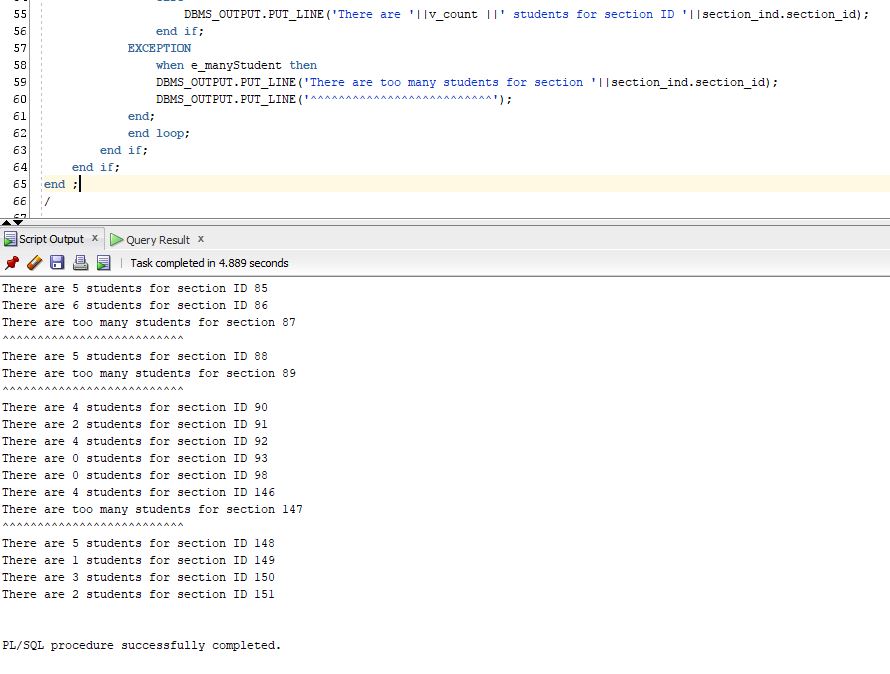 55 DBMS_OUTPUT.PUT_LINE('There are '||v_count ||' students for section ID '||section_ind.section_id);
56 end if;
57 EXCEPTION
58 when e_manyStudent then
59 DBMS_OUTPUT.PUT_LINE('There are too many students for section '||section_ind.section_id);
60 DBMS_OUTPUT.PUT_LINE('^^^^^^^^^^^^^^^^^^^^^^^^^^');
61 end;
62 end loop;
63 end if;
64 end if;
65 end ;
66 /
Script Output x Query Result x
Task completed in 4.889 seconds
There are 5 students for section ID 85
There are 6 students for section ID 86
There are too many students for section 87
^^^^^^^^^^^^^^^^^^^^^^^^^^
There are 5 students for section ID 88
There are too many students for section 89
^^^^^^^^^^^^^^^^^^^^^^^^^^
There are 4 students for section ID 90
There are 2 students for section ID 91
There are 4 students for section ID 92
There are 0 students for section ID 93
There are 0 students for section ID 98
There are 4 students for section ID 146
There are too many students for section 147
^^^^^^^^^^^^^^^^^^^^^^^^^^
There are 5 students for section ID 148
There are 1 students for section ID 149
There are 3 students for section ID 150
There are 2 students for section ID 151
PL/SQL procedure successfully completed.